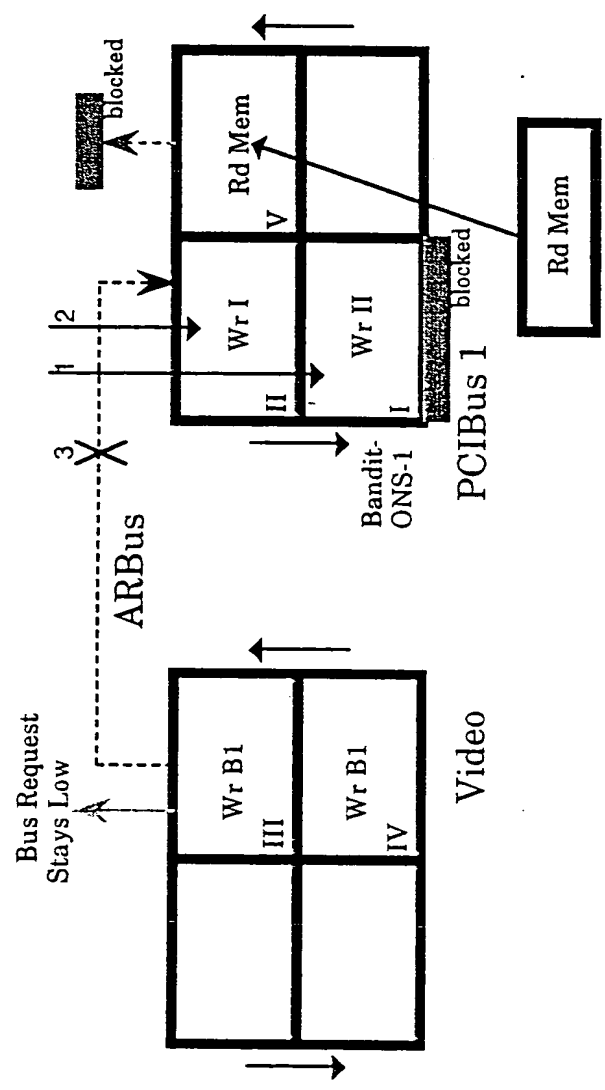 Bus Request
Stays Low
ARBus
3
1
2
blocked
Wr B1
III
Wr B1
IV
Video
Wr I
II
Wr II
I
Rd Mem
V
blocked
Bandit-
ONS-1
PCIBus 1
Rd Mem